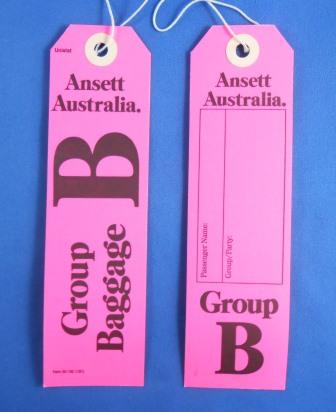 Unistat
Ansett
Australia.
B
Group
Baggage
Ansett
Australia.
Passenger Name:
Group/Party:
Group
B